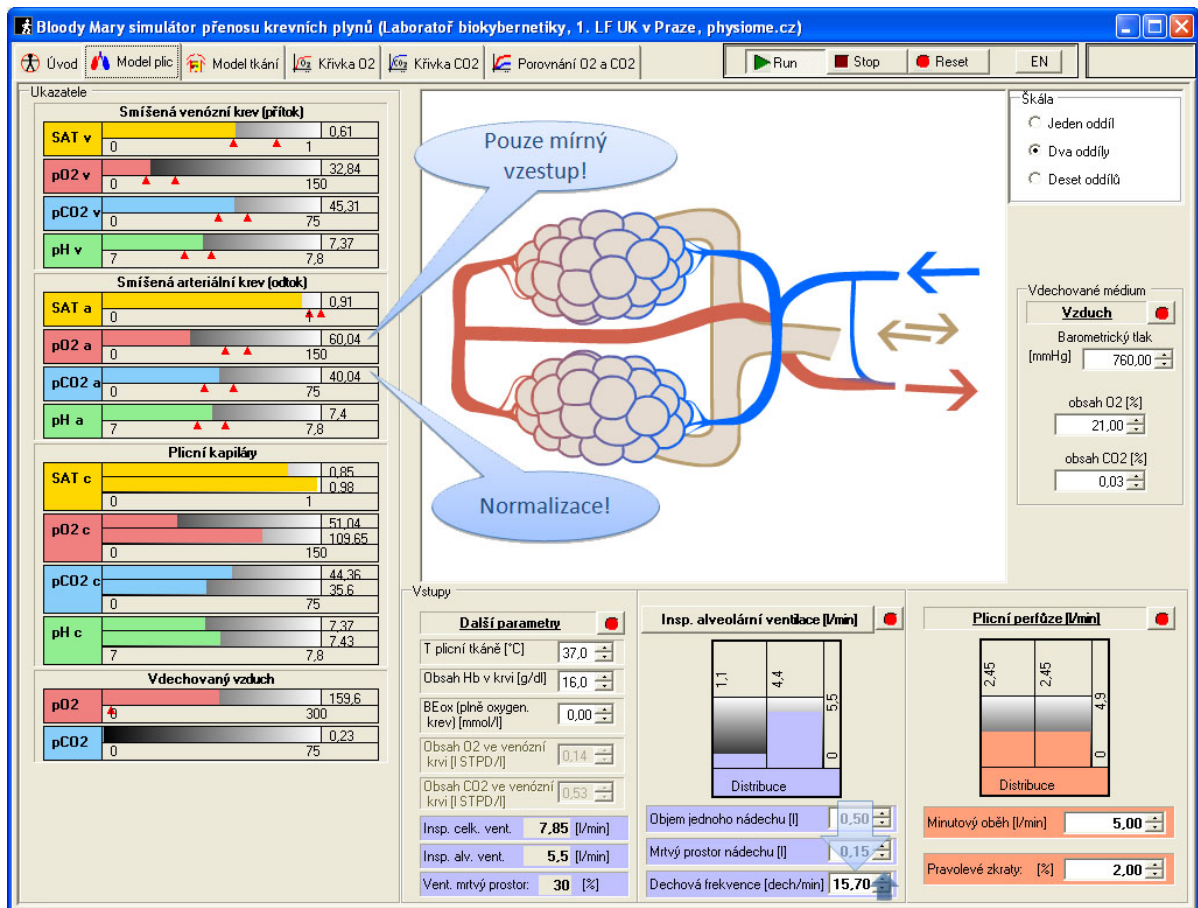 Bloody Mary simulátor přenosu krevních plynů (Laboratoř biokybernetiky, 1. LF UK v Praze, physiome.cz)
Úvod Model plic Model tkání Křivka O2 Křivka CO2 Porovnání O2 a CO2 Run Stop Reset EN
Ukazatele
Smíšená venózní krev (přítok)
SAT v 0,61
0 1
pO2 v 32,84
0 150
pCO2 v 45,31
0 75
pH v 7,37
7 7,8
Smíšená arteriální krev (odtok)
SAT a 0,91
0 1
pO2 a 60,04
0 150
pCO2 a 40,04
0 75
pH a 7,4
7 7,8
Plicní kapiláry
SAT c 0,85
0,98
0 1
pO2 c 51,04
109,65
0 150
pCO2 c 44,36
35,6
0 75
pH c 7,37
7,43
7 7,8
Vdechovaný vzduch
pO2 159,6
0 300
pCO2 0,23
0 75
Pouze mírný
vzestup!
Normalizace!
Škála
Jeden oddíl
Dva oddíly
Deset oddílů
Vdechované médium
Vzduch
Barometrický tlak
[mmHg] 760,00
obsah O2 [%]
21,00
obsah CO2 [%]
0,03
Vstupy
Další parametry
T plicní tkáně [°C] 37,0
Obsah Hb v krvi [g/dl] 16,0
BEox (plně oxygen.
krev) [mmol/l] 0,00
Obsah O2 ve venózní
krvi [l STPD/l] 0,14
Obsah CO2 ve venózní
krvi [l STPD/l] 0,53
Insp. celk. vent. 7,85 [l/min]
Insp. alv. vent. 5,5 [l/min]
Vent. mrtvý prostor: 30 [%]
Insp. alveolární ventilace [l/min]
1,1 4,4 5,5
0
Distribuce
Objem jednoho nádechu [l] 0,50
Mrtvý prostor nádechu [l] 0,15
Dechová frekvence [dech/min] 15,70
Plicní perfúze [l/min]
2,45 2,45 4,9
0
Distribuce
Minutový oběh [l/min] 5,00
Pravolevé zkraty: [%] 2,00